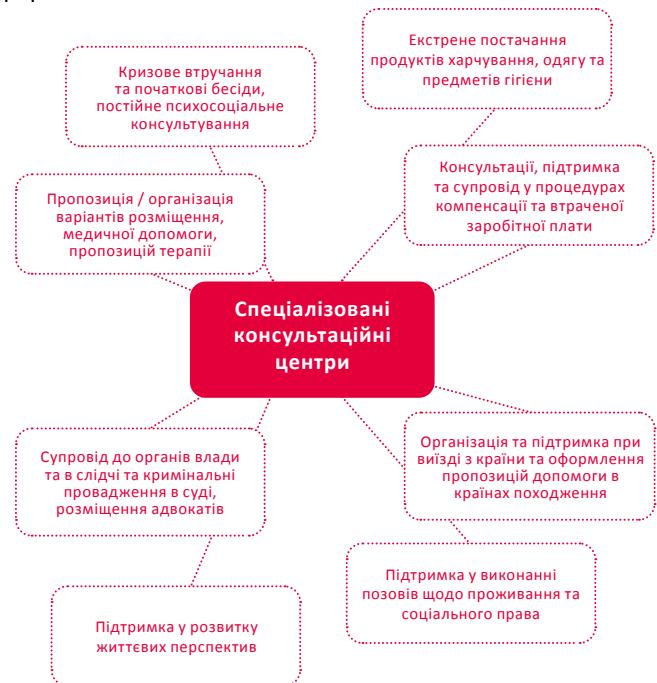 Екстрене постачання
продуктів харчування, одягу та
предметів гігієни
Кризове втручання
та початкові бесіди,
постійне психосоціальне
консультування
Консультації, підтримка
та супровід у процедурах
компенсації та втраченої
заробітної плати
Пропозиція / організація
варіантів розміщення,
медичної допомоги,
пропозицій терапії
Спеціалізовані
консультаційні
центри
Організація та підтримка при
виїзді з країни та оформлення
пропозицій допомоги в
країнах походження
Супровід до органів влади
та в слідчі та кримінальні
провадження в суді,
розміщення адвокатів
Підтримка у виконанні
позовів щодо проживання та
соціального права
Підтримка у розвитку
життєвих перспектив